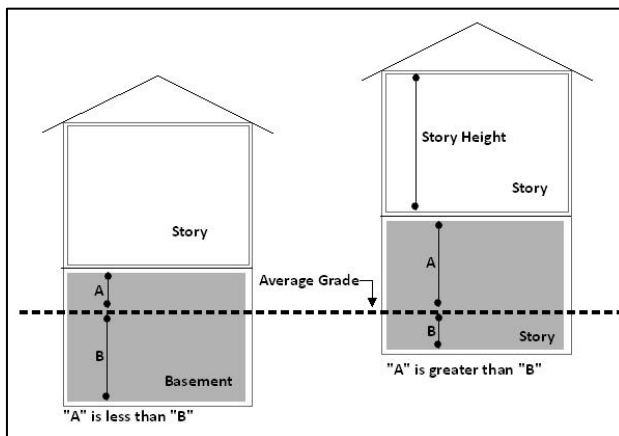 Story
A
B
Basement
"A" is less than "B"
Average Grade
Story Height
Story
A
B
Story
"A" is greater than "B"